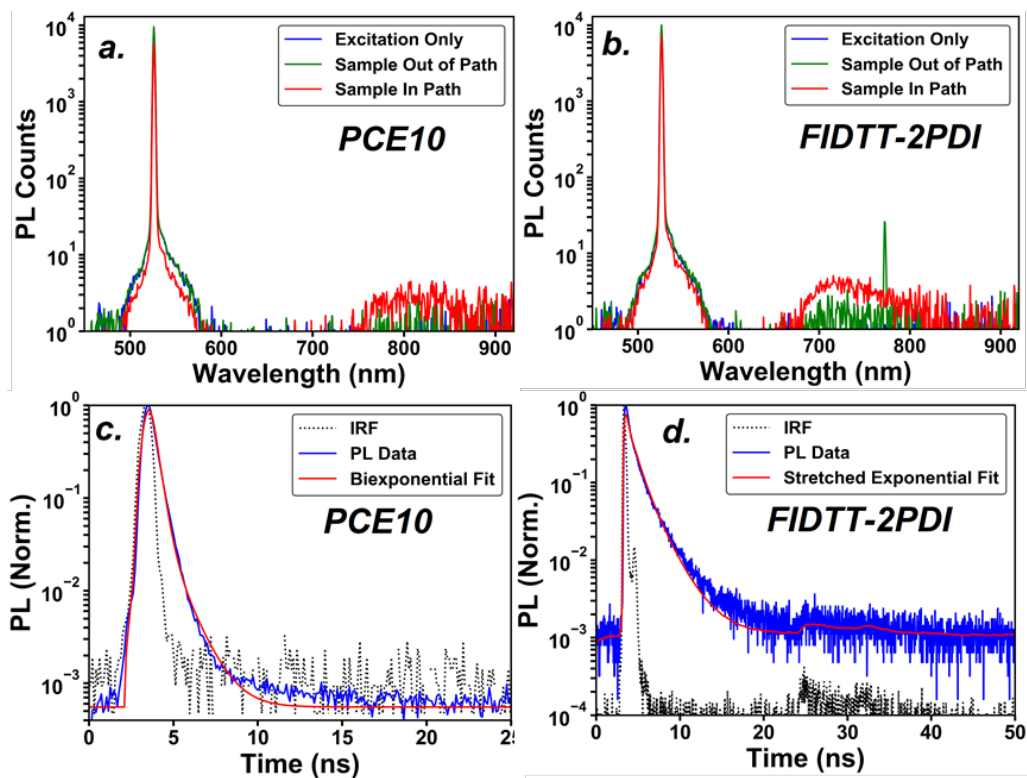 a.
Excitation Only
Sample Out of Path
Sample In Path
PCE10
PL Counts
10^4
10^3
10^2
10^1
10^0
500 600 700 800 900
Wavelength (nm)
b.
Excitation Only
Sample Out of Path
Sample In Path
FIDTT-2PDI
PL Counts
10^4
10^3
10^2
10^1
10^0
500 600 700 800 900
Wavelength (nm)
c.
IRF
PL Data
Biexponential Fit
PCE10
PL (Norm.)
10^0
10^-1
10^-2
10^-3
0 5 10 15 20 25
Time (ns)
d.
IRF
PL Data
Stretched Exponential Fit
FIDTT-2PDI
PL (Norm.)
10^0
10^-1
10^-2
10^-3
10^-4
0 10 20 30 40 50
Time (ns)